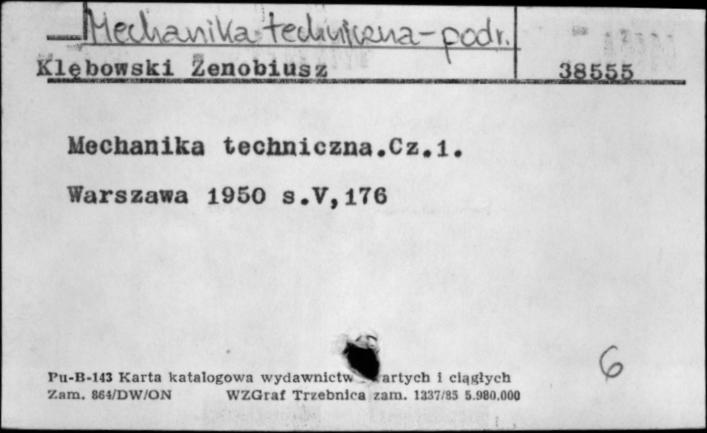 Mechanika techniczna - podr.
Klębowski Zenobiusz 38555
Mechanika techniczna.Cz.1.
Warszawa 1950 s.V,176
6
Pu-B-143 Karta katalogowa wydawnictw artych i ciągłych
Zam. 864/DW/ON WZGraf Trzebnica zam. 1337/85 5.980.000